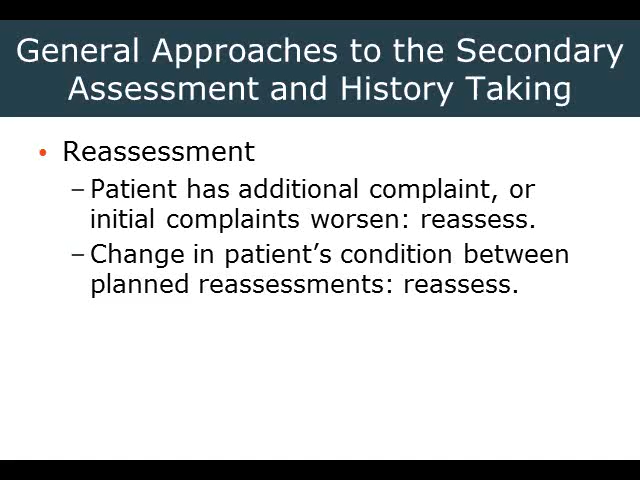 General Approaches to the Secondary
Assessment and History Taking
• Reassessment
– Patient has additional complaint, or
initial complaints worsen: reassess.
– Change in patient’s condition between
planned reassessments: reassess.